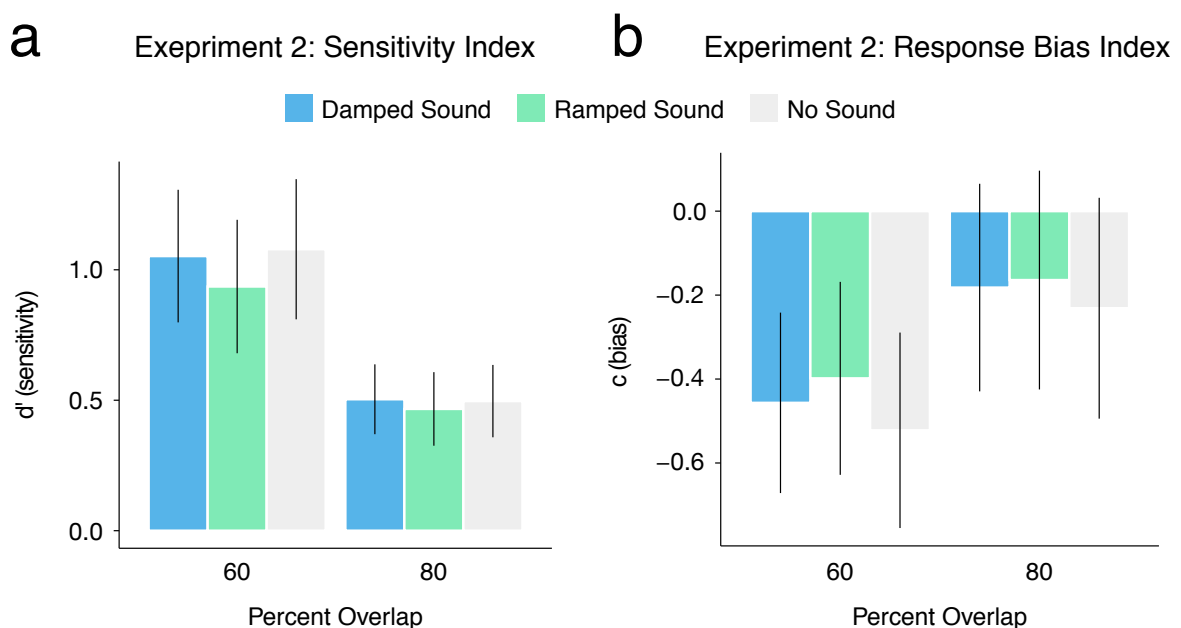 a
Exepriment 2: Sensitivity Index
b
Experiment 2: Response Bias Index
Damped Sound
Ramped Sound
No Sound
d' (sensitivity)
1.0
0.5
0.0
60
80
Percent Overlap
c (bias)
0.0
−0.2
−0.4
−0.6
60
80
Percent Overlap